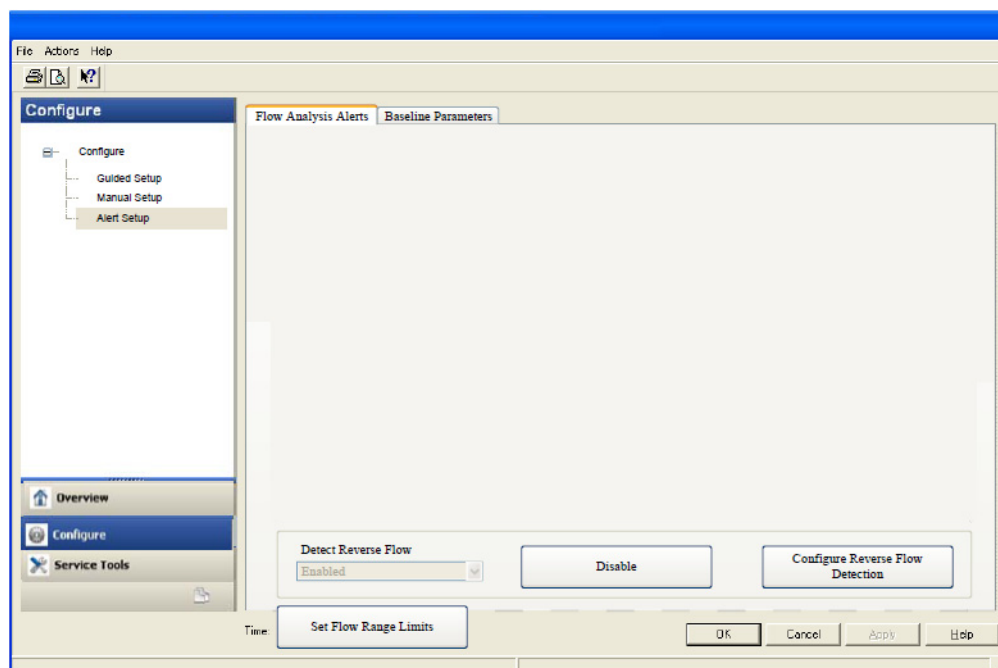 File Actions Help
Configure
Flow Analysis Alerts Baseline Parameters
Configure
Guided Setup
Manual Setup
Alert Setup
Overview
Configure
Service Tools
Detect Reverse Flow
Enabled
Disable
Configure Reverse Flow
Detection
Time:
Set Flow Range Limits
OK Cancel Apply Help